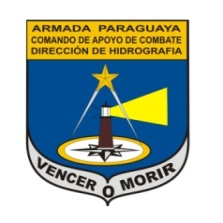 ARMADA PARAGUAYA
COMANDO DE APOYO DE COMBATE
DIRECCIÓN DE HIDROGRAFIA
VENCER O MORIR